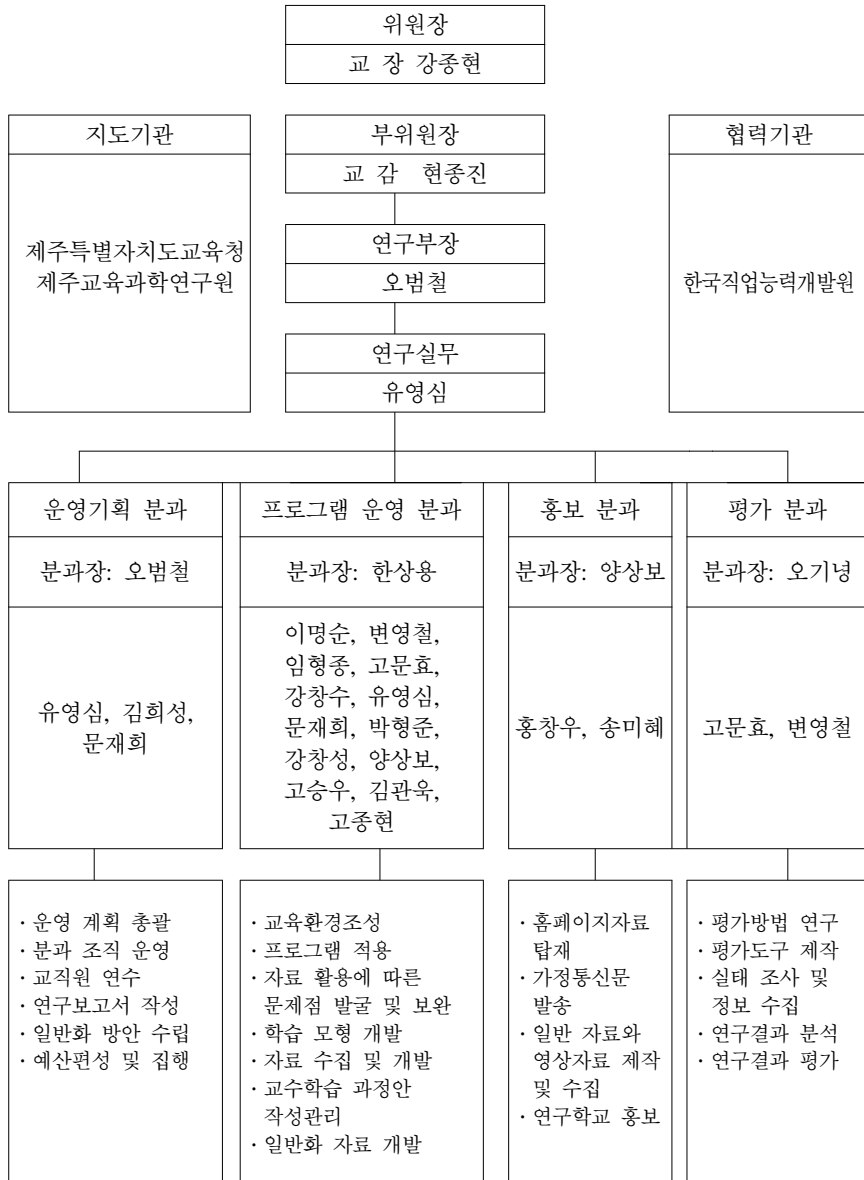 위원장
교 장 강종현
지도기관
제주특별자치도교육청
제주교육과학연구원
부위원장
교 감 현종진
연구부장
오범철
연구실무
유영심
협력기관
한국직업능력개발원
운영기획 분과
분과장: 오범철
유영심, 김희성,
문재희
· 운영 계획 총괄
· 분과 조직 운영
· 교직원 연수
· 연구보고서 작성
· 일반화 방안 수립
· 예산편성 및 집행
프로그램 운영 분과
분과장: 한상용
이명순, 변영철,
임형종, 고문효,
강창수, 유영심,
문재희, 박형준,
강창성, 양상보,
고승우, 김관욱,
고종현
· 교육환경조성
· 프로그램 적용
· 자료 활용에 따른
문제점 발굴 및 보완
· 학습 모형 개발
· 자료 수집 및 개발
· 교수학습 과정안
작성관리
· 일반화 자료 개발
홍보 분과
분과장: 양상보
홍창우, 송미혜
· 홈페이지자료
탑재
· 가정통신문
발송
· 일반 자료와
영상자료 제작
및 수집
· 연구학교 홍보
평가 분과
분과장: 오기녕
고문효, 변영철
· 평가방법 연구
· 평가도구 제작
· 실태 조사 및
정보 수집
· 연구결과 분석
· 연구결과 평가